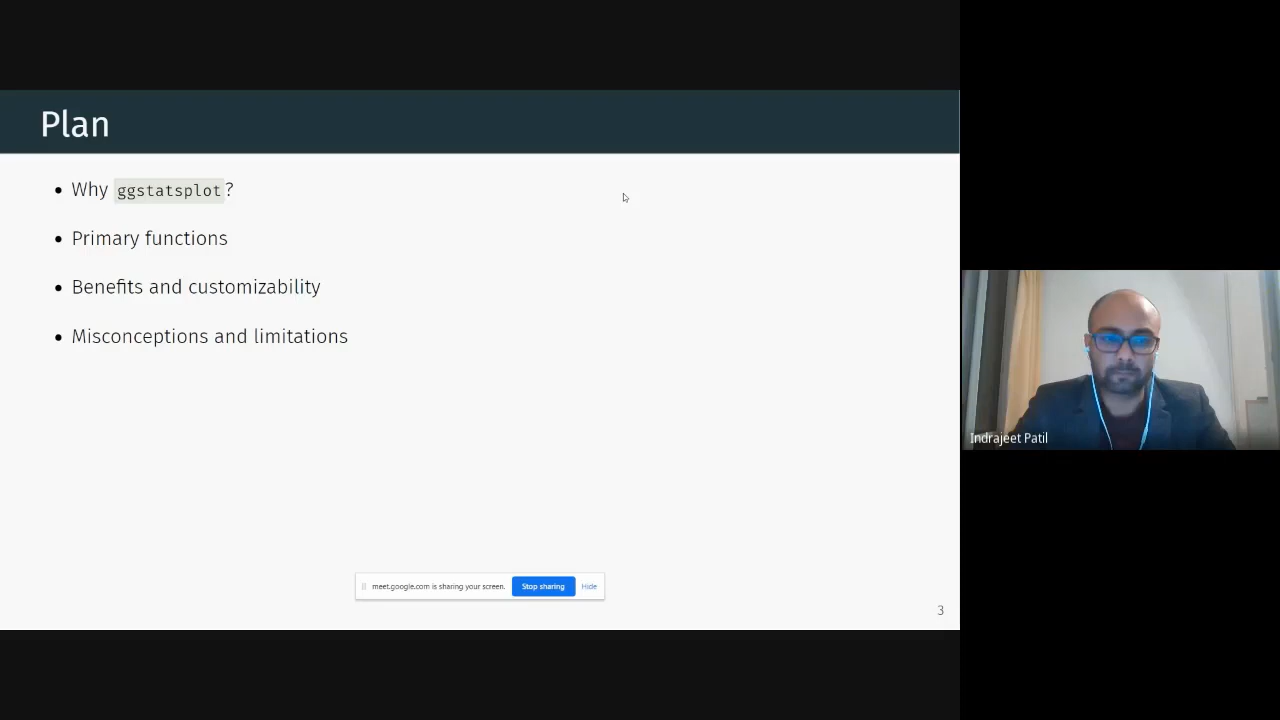 Plan
• Why ggstatsplot?
• Primary functions
• Benefits and customizability
• Misconceptions and limitations
meet.google.com is sharing your screen. Stop sharing Hide
3
Indrajeet Patil